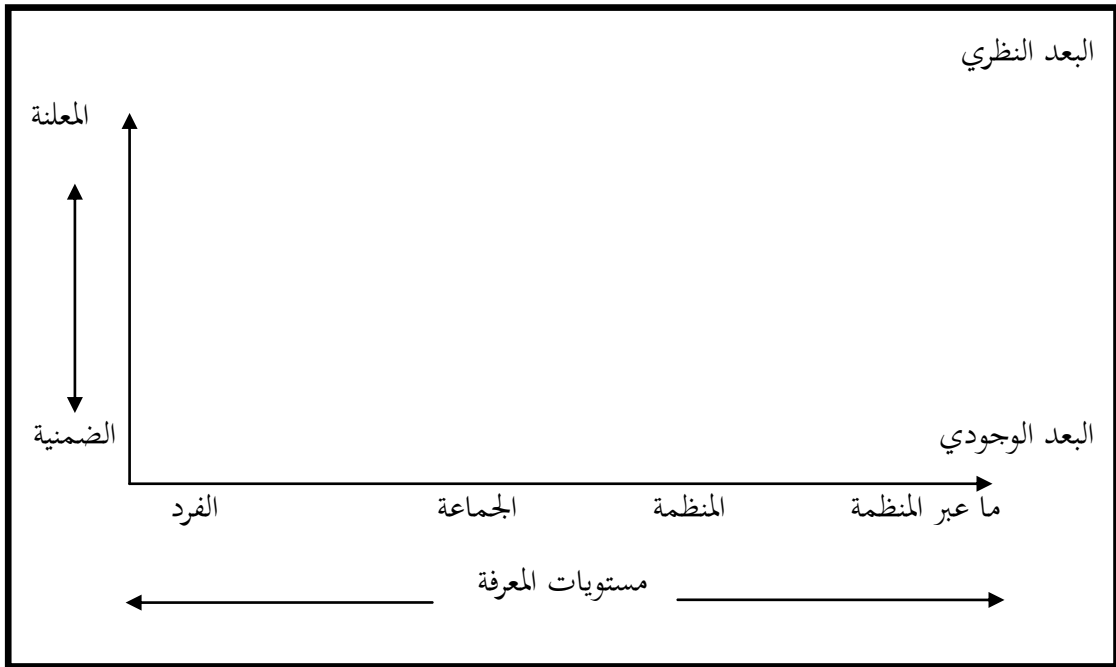 البعد النظري
المعلنة
البعد الوجودي
الضمنية
الفرد
الجماعة
المنظمة
ما عبر المنظمة
مستويات المعرفة